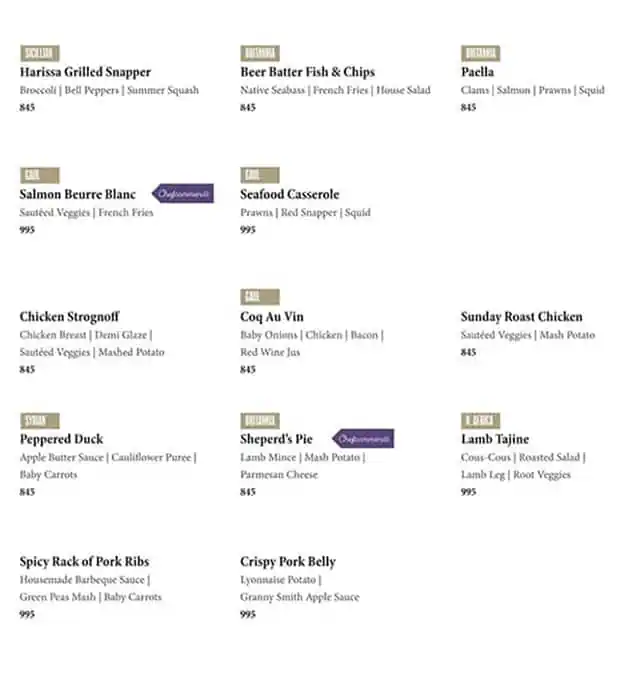 SICILLIAN
Harissa Grilled Snapper
Broccoli | Bell Peppers | Summer Squash
845
BRITANNIA
Beer Batter Fish & Chips
Native Seabass | French Fries | House Salad
845
BRITANNIA
Paella
Clams | Salmon | Prawns | Squid
845
GAUL
Salmon Beurre Blanc
Chefcommends
Sautéed Veggies | French Fries
995
GAUL
Seafood Casserole
Prawns | Red Snapper | Squid
995
Chicken Strognoff
Chicken Breast | Demi Glaze |
Sautéed Veggies | Mashed Potato
845
GAUL
Coq Au Vin
Baby Onions | Chicken | Bacon |
Red Wine Jus
845
Sunday Roast Chicken
Sautéed Veggies | Mash Potato
845
SYRIAN
Peppered Duck
Apple Butter Sauce | Cauliflower Puree |
Baby Carrots
845
BRITANNIA
Sheperd's Pie
Chefcommends
Lamb Mince | Mash Potato |
Parmesan Cheese
845
N. AFRICA
Lamb Tajine
Cous-Cous | Roasted Salad |
Lamb Leg | Root Veggies
995
Spicy Rack of Pork Ribs
Housemade Barbeque Sauce |
Green Peas Mash | Baby Carrots
995
Crispy Pork Belly
Lyonnaise Potato |
Granny Smith Apple Sauce
995